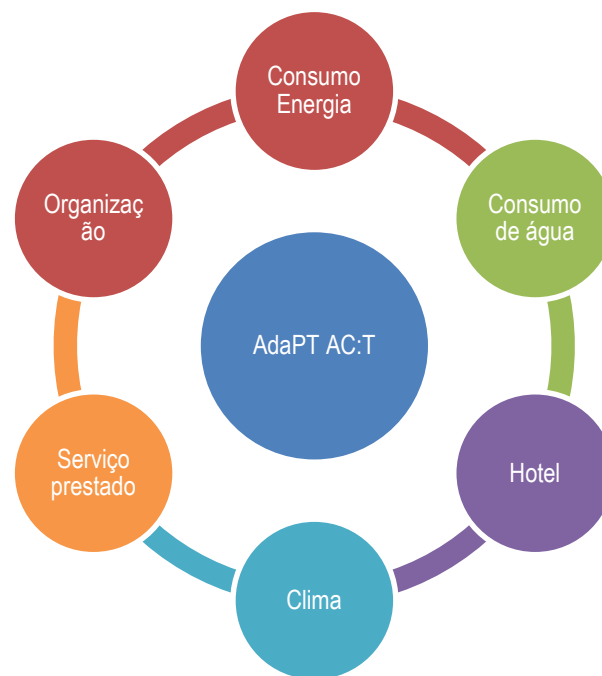 Consumo
Energia
Consumo
de água
Hotel
Clima
Serviço
prestado
Organizaç
ão
AdaPT AC:T